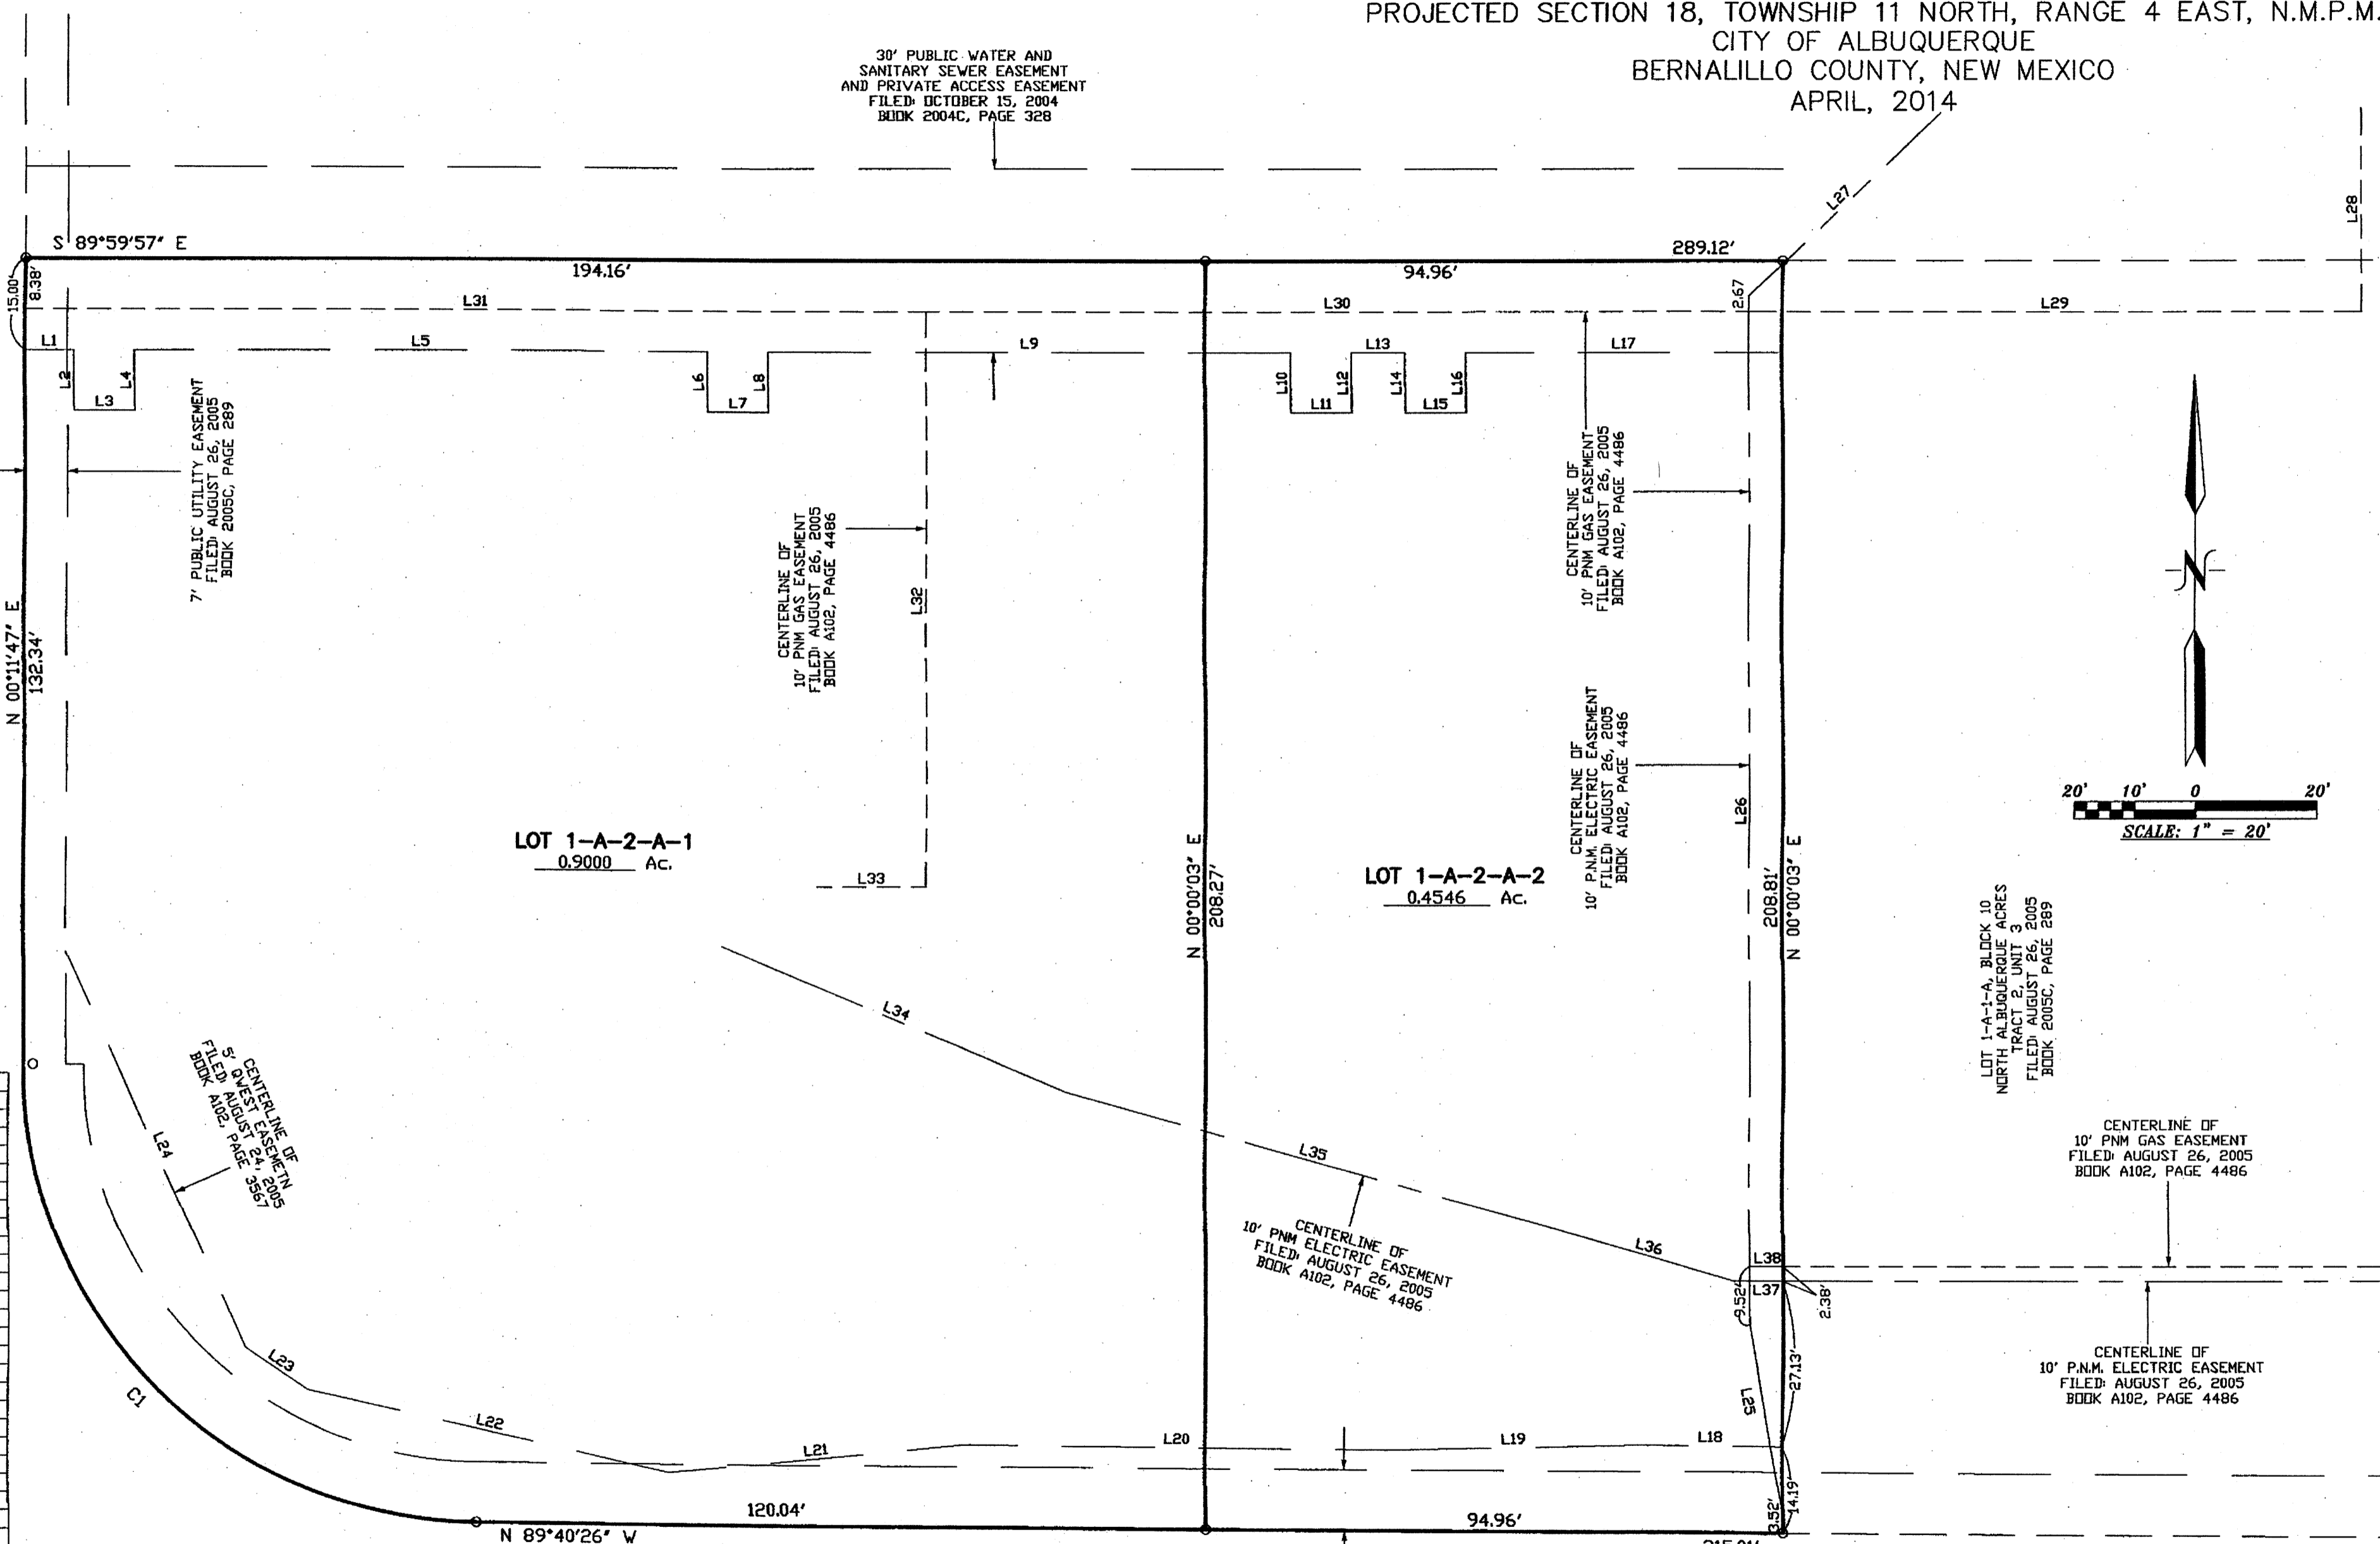 PROJECTED SECTION 18, TOWNSHIP 11 NORTH, RANGE 4 EAST, N.M.P.M.
CITY OF ALBUQUERQUE
BERNALILLO COUNTY, NEW MEXICO
APRIL, 2014
30' PUBLIC WATER AND
SANITARY SEWER EASEMENT
AND PRIVATE ACCESS EASEMENT
FILED: OCTOBER 15, 2004
BOOK 2004C, PAGE 328
L27
L28
S 89°59'57" E
289.12'
194.16'
94.96'
15.00'
8.38'
L31
L30
2.67
L29
L1
L5
L9
L13
L17
L2
L3
L4
L6
L7
L8
L10
L11
L12
L14
L15
L16
7' PUBLIC UTILITY EASEMENT
FILED: AUGUST 26, 2005
BOOK 2005C, PAGE 289
CENTERLINE OF
10' PNM GAS EASEMENT
FILED: AUGUST 26, 2005
BOOK A102, PAGE 4486
L32
CENTERLINE OF
10' PNM GAS EASEMENT
FILED: AUGUST 26, 2005
BOOK A102, PAGE 4486
N
N 00°11'47" E
132.34'
CENTERLINE OF
10' P.N.M. ELECTRIC EASEMENT
FILED: AUGUST 26, 2005
BOOK A102, PAGE 4486
L26
20' 10' 0 20'
SCALE: 1" = 20'
LOT 1-A-2-A-1
0.9000 Ac.
L33
N 00°00'03" E
208.27'
LOT 1-A-2-A-2
0.4546 Ac.
208.81'
N 00°00'03" E
LOT 1-A-1-A, BLOCK 10
NORTH ALBUQUERQUE ACRES
TRACT 2, UNIT 3
FILED: AUGUST 26, 2005
BOOK 2005C, PAGE 289
L34
CENTERLINE OF
5' QWEST EASEMETN
FILED: AUGUST 24, 2005
BOOK A102, PAGE 3567
L24
L35
CENTERLINE OF
10' PNM GAS EASEMENT
FILED: AUGUST 26, 2005
BOOK A102, PAGE 4486
CENTERLINE OF
10' PNM ELECTRIC EASEMENT
FILED: AUGUST 26, 2005
BOOK A102, PAGE 4486
L36
L38
L37
9.52'
2.38'
CENTERLINE OF
10' P.N.M. ELECTRIC EASEMENT
FILED: AUGUST 26, 2005
BOOK A102, PAGE 4486
L23
27.13'
L25
C1
L22
L21
L20
L19
L18
120.04'
94.96'
3.52'
14.19'
N 89°40'26" W